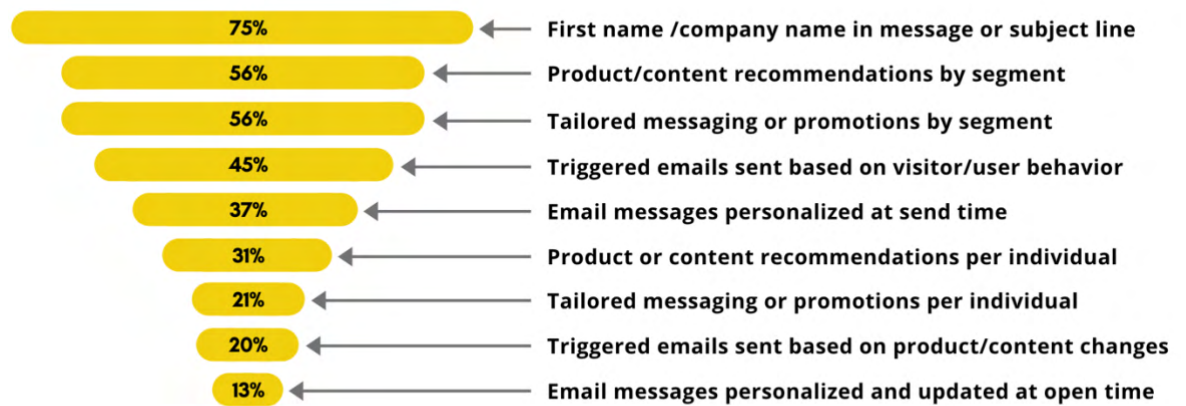 75% First name /company name in message or subject line
56% Product/content recommendations by segment
56% Tailored messaging or promotions by segment
45% Triggered emails sent based on visitor/user behavior
37% Email messages personalized at send time
31% Product or content recommendations per individual
21% Tailored messaging or promotions per individual
20% Triggered emails sent based on product/content changes
13% Email messages personalized and updated at open time